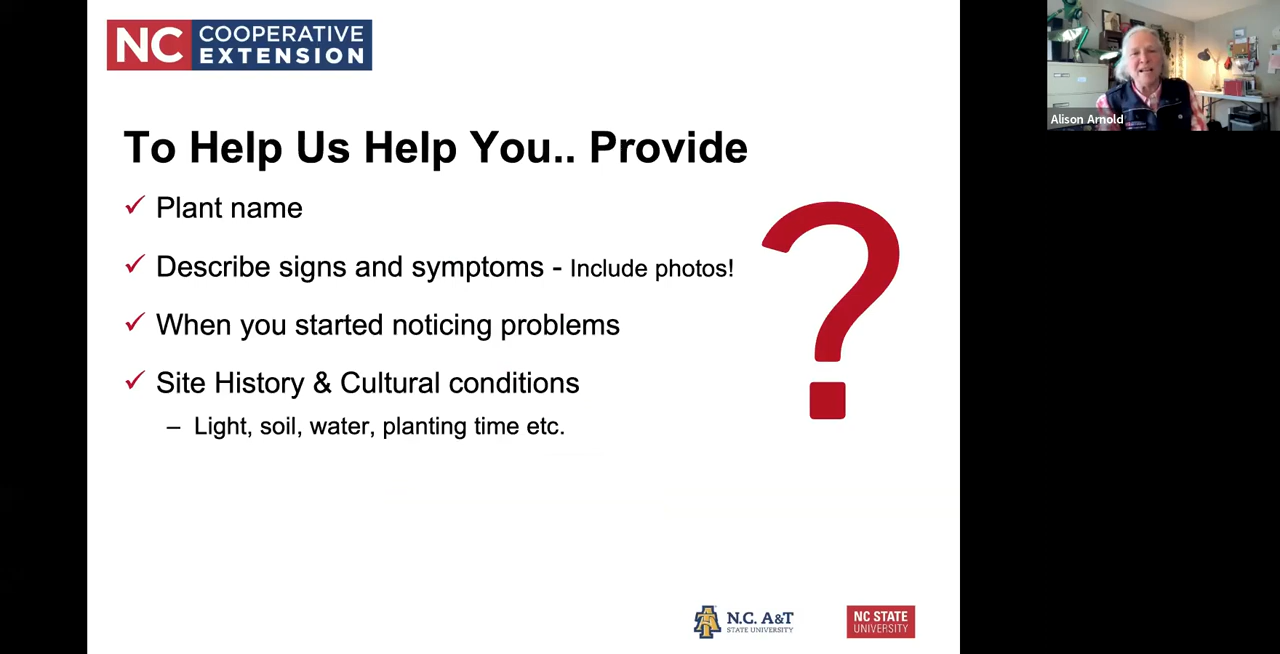 NC COOPERATIVE
EXTENSION
Alison Arnold
To Help Us Help You.. Provide
✓ Plant name
✓ Describe signs and symptoms - Include photos!
✓ When you started noticing problems
✓ Site History & Cultural conditions
– Light, soil, water, planting time etc.
?
N.C. A&T
STATE UNIVERSITY
NC STATE
UNIVERSITY